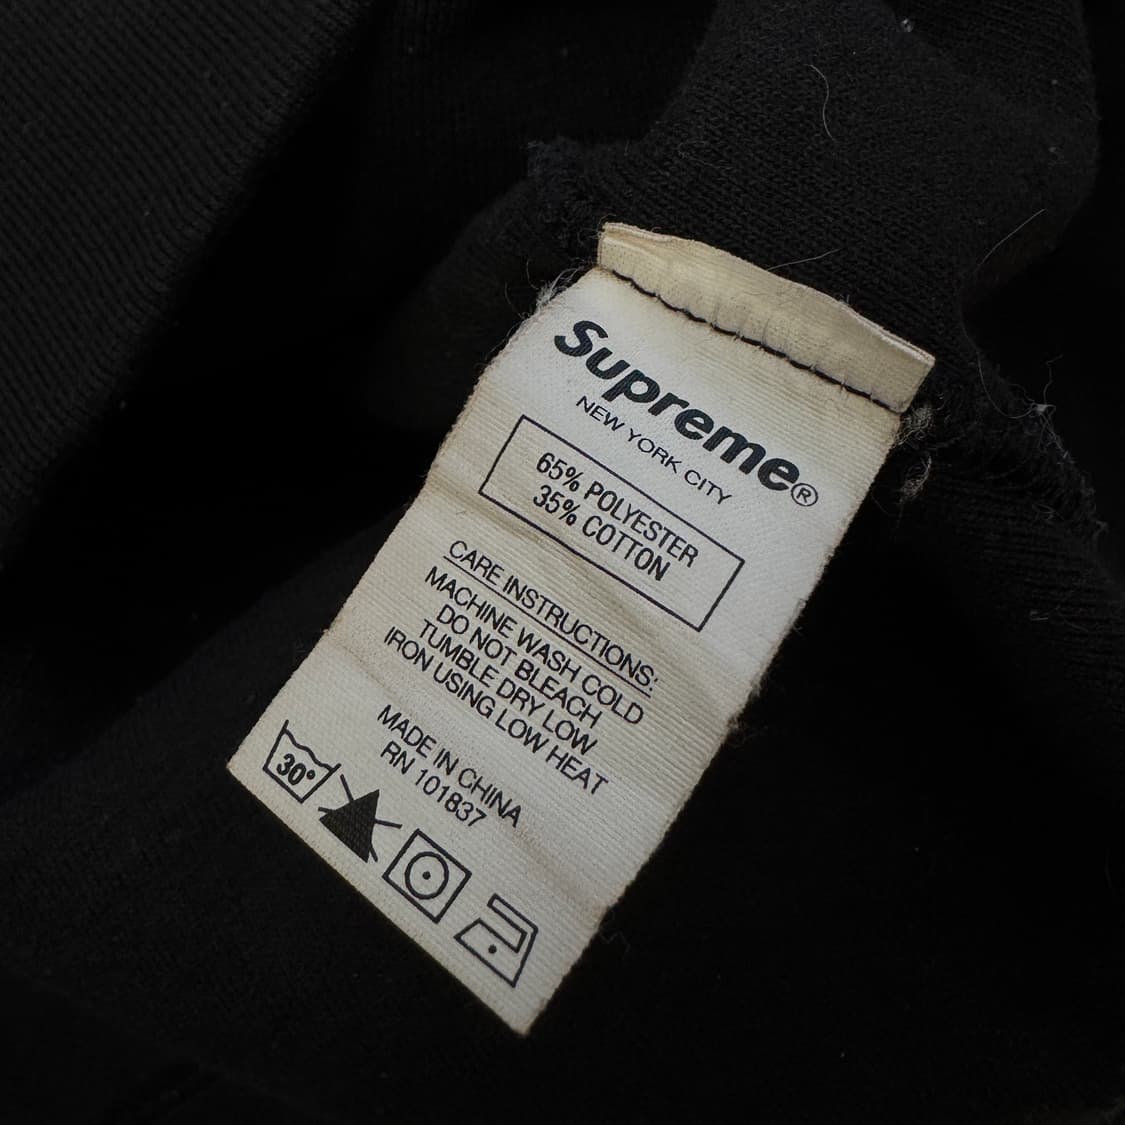 Supreme®
NEW YORK CITY
65% POLYESTER
35% COTTON
CARE INSTRUCTIONS:
MACHINE WASH COLD
DO NOT BLEACH
TUMBLE DRY LOW
IRON USING LOW HEAT
MADE IN CHINA
RN 101837
30°